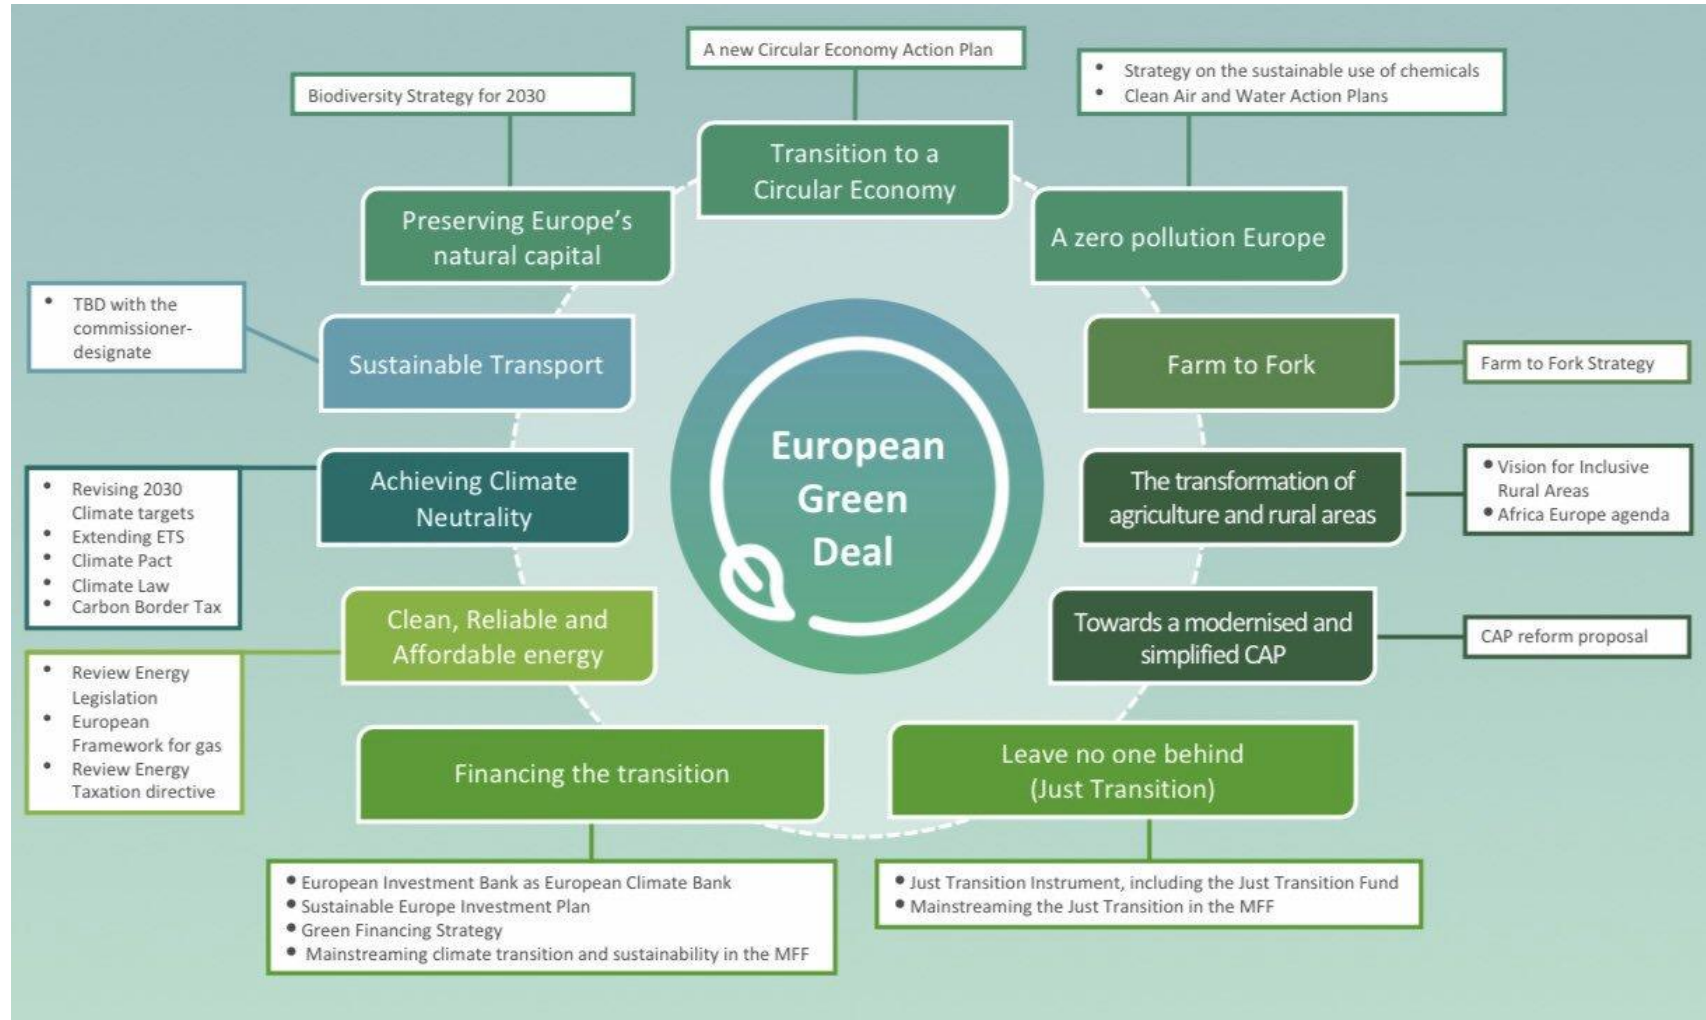 A new Circular Economy Action Plan
Biodiversity Strategy for 2030
• Strategy on the sustainable use of chemicals
• Clean Air and Water Action Plans
Transition to a
Circular Economy
Preserving Europe's
natural capital
A zero pollution Europe
• TBD with the
commissioner-
designate
Sustainable Transport
Farm to Fork
Farm to Fork Strategy
European
Green
Deal
Achieving Climate
Neutrality
• Revising 2030
Climate targets
• Extending ETS
• Climate Pact
• Climate Law
• Carbon Border Tax
The transformation of
agriculture and rural areas
• Vision for Inclusive
Rural Areas
• Africa Europe agenda
Clean, Reliable and
Affordable energy
• Review Energy
Legislation
• European
Framework for gas
• Review Energy
Taxation directive
Towards a modernised and
simplified CAP
CAP reform proposal
Financing the transition
Leave no one behind
(Just Transition)
• European Investment Bank as European Climate Bank
• Sustainable Europe Investment Plan
• Green Financing Strategy
• Mainstreaming climate transition and sustainability in the MFF
• Just Transition Instrument, including the Just Transition Fund
• Mainstreaming the Just Transition in the MFF